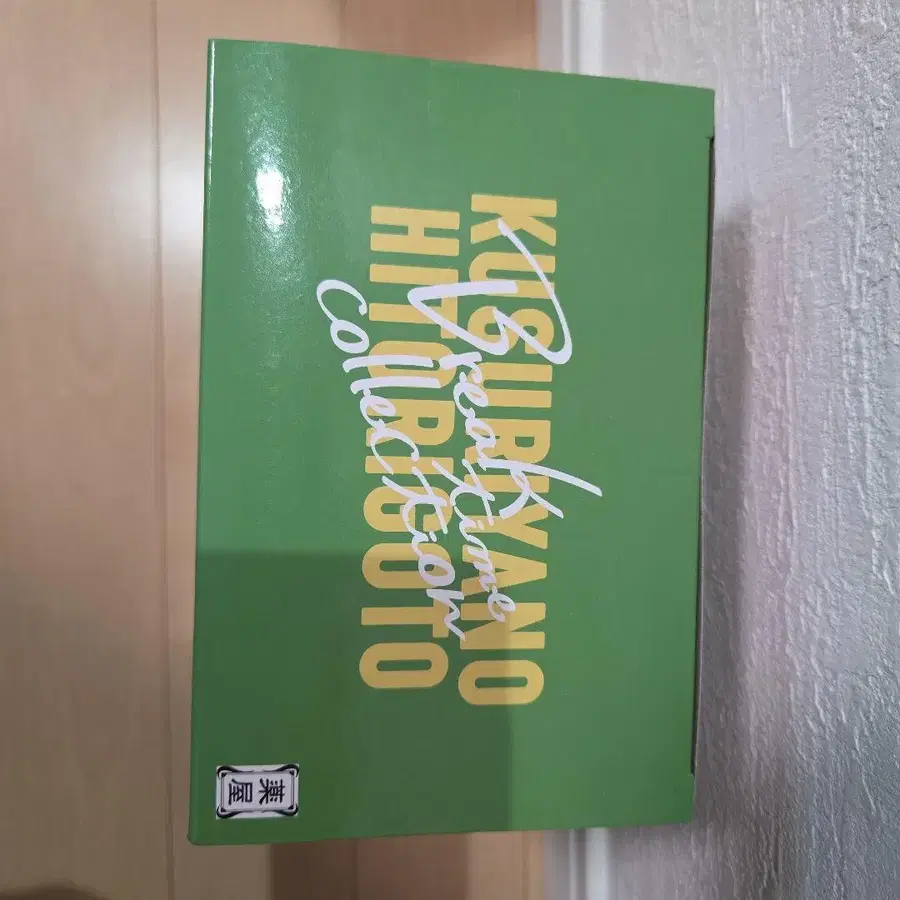 KUSURIYANO
HITORIGOTO
Break time
collection
薬屋